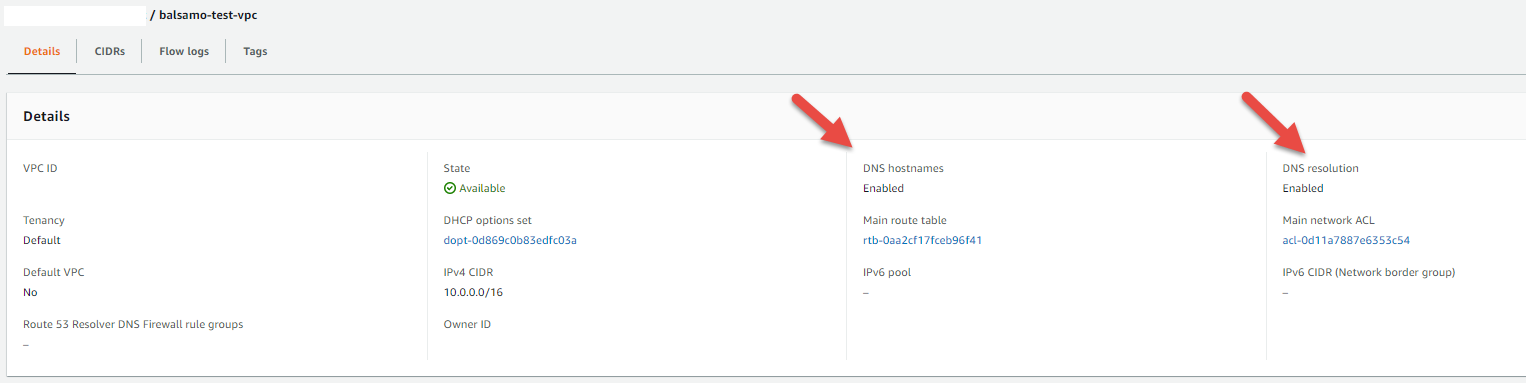 / balsamo-test-vpc
Details CIDRs Flow logs Tags
Details
VPC ID
State
Available
DNS hostnames
Enabled
DNS resolution
Enabled
Tenancy
Default
DHCP options set
dopt-0d869c0b83edfc03a
Main route table
rtb-0aa2cf17fceb96f41
Main network ACL
acl-0d11a7887e6353c54
Default VPC
No
IPv4 CIDR
10.0.0.0/16
IPv6 pool
–
IPv6 CIDR (Network border group)
–
Route 53 Resolver DNS Firewall rule groups
–
Owner ID